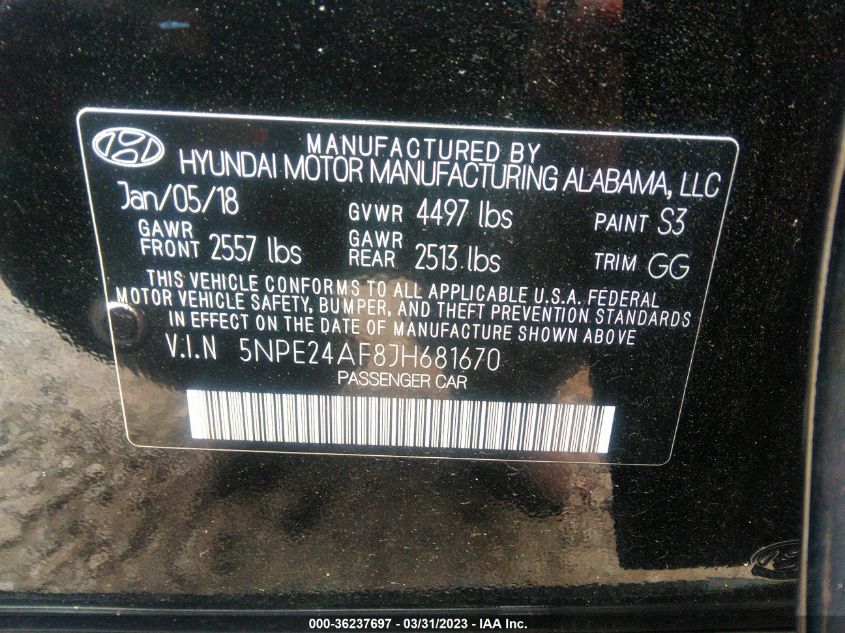 MANUFACTURED BY
HYUNDAI MOTOR MANUFACTURING ALABAMA, LLC
Jan/05/18 GVWR 4497 lbs PAINT S3
GAWR FRONT 2557 lbs GAWR REAR 2513 lbs TRIM GG
THIS VEHICLE CONFORMS TO ALL APPLICABLE U.S.A. FEDERAL
MOTOR VEHICLE SAFETY, BUMPER, AND THEFT PREVENTION STANDARDS
IN EFFECT ON THE DATE OF MANUFACTURE SHOWN ABOVE
V.I.N 5NPE24AF8JH681670
PASSENGER CAR
000-36237697 - 03/31/2023 - IAA Inc.